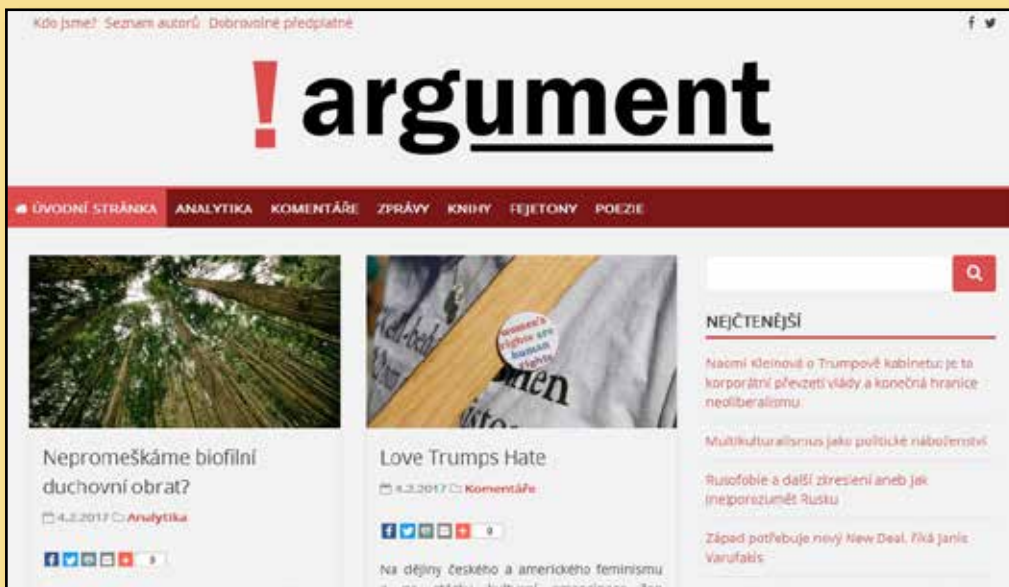 Kdo jsme? Seznam autorů Dobrovolné předplatné
! argument
ÚVODNÍ STRÁNKA ANALYTIKA KOMENTÁŘE ZPRÁVY KNIHY FEJETONY POEZIE
women's
rights are
human
rights
Nepromeškáme biofilní
duchovní obrat?
4.2.2017 Analytika
9
Love Trumps Hate
4.2.2017 Komentáře
9
Na dějiny českého a amerického feminismu
NEJČTENĚJŠÍ
Naomi Kleinová o Trumpově kabinetu: Je to
korporátní převzetí vlády a konečná hranice
neoliberalismu
Multikulturalismus jako politické náboženství
Rusofobie a další zkreslení aneb jak
(ne)porozumět Rusku
Západ potřebuje nový New Deal, říká Janis
Varufakis